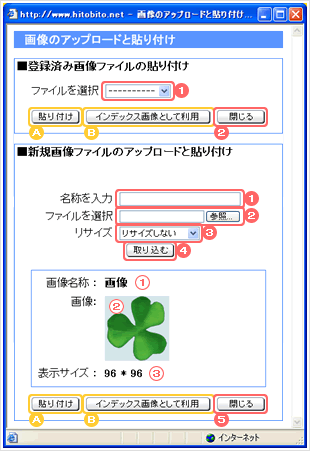 http://www.hitobito.net - 画像のアップロードと貼り付け...
画像のアップロードと貼り付け
■登録済み画像ファイルの貼り付け
ファイルを選択 ---------- 1
貼り付け インデックス画像として利用 閉じる
A B 2
■新規画像ファイルのアップロードと貼り付け
名称を入力 1
ファイルを選択 参照... 2
リサイズ リサイズしない 3
取り込む 4
画像名称： 画像 1
画像: 2
表示サイズ： 96 * 96 3
貼り付け インデックス画像として利用 閉じる
A B 5
インターネット